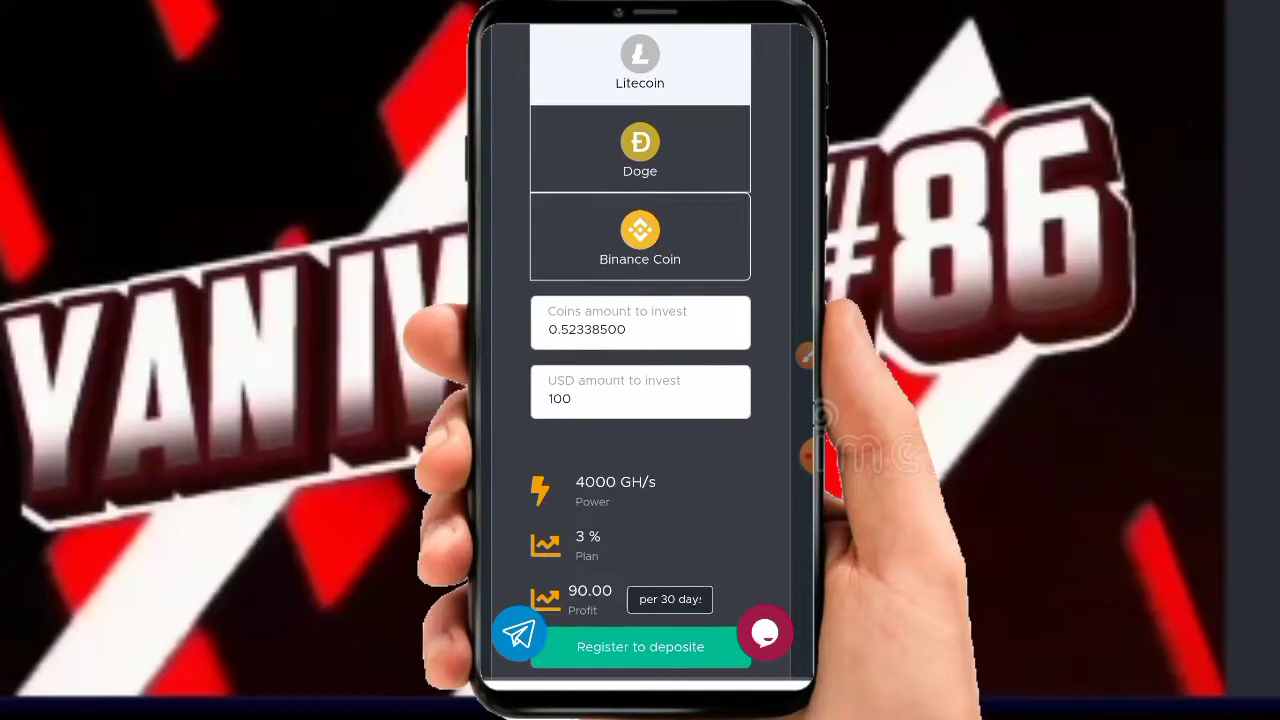 Litecoin
Doge
Binance Coin
Coins amount to invest
0.52338500
USD amount to invest
100
4000 GH/s
Power
3 %
Plan
90.00
per 30 days
Profit
Register to deposite
YAN
#86